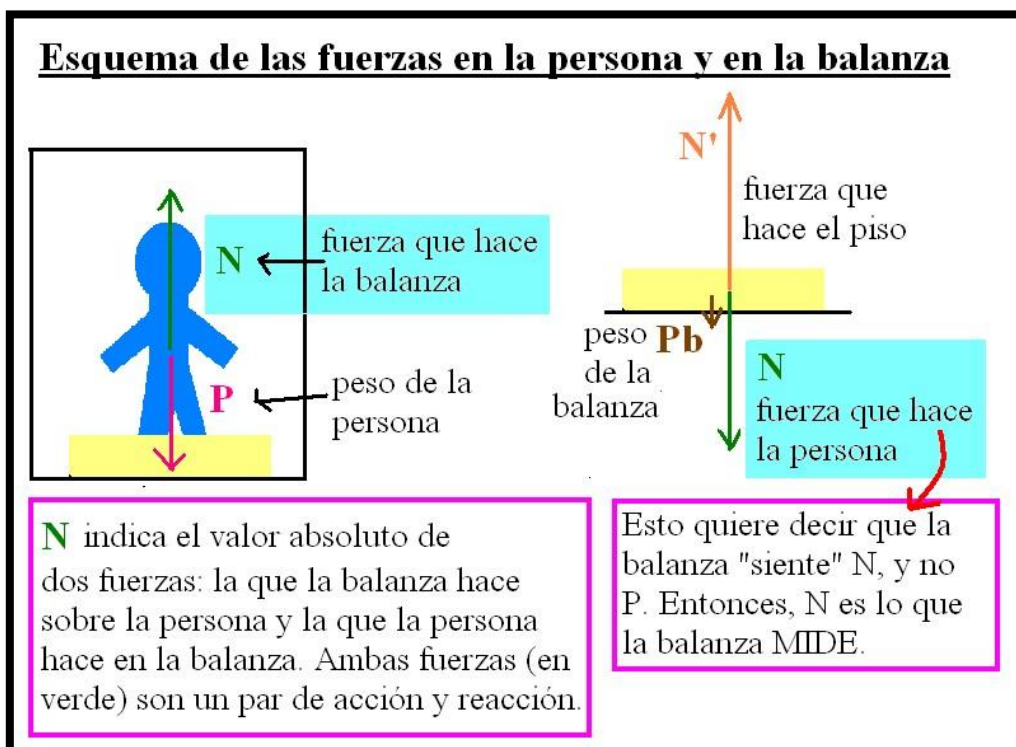 Esquema de las fuerzas en la persona y en la balanza
N
fuerza que hace
la balanza
P
peso de la
persona
N'
fuerza que
hace el piso
peso
de la
balanza
Pb
N
fuerza que hace
la persona
N indica el valor absoluto de
dos fuerzas: la que la balanza hace
sobre la persona y la que la persona
hace en la balanza. Ambas fuerzas (en
verde) son un par de acción y reacción.
Esto quiere decir que la
balanza "siente" N, y no
P. Entonces, N es lo que
la balanza MIDE.